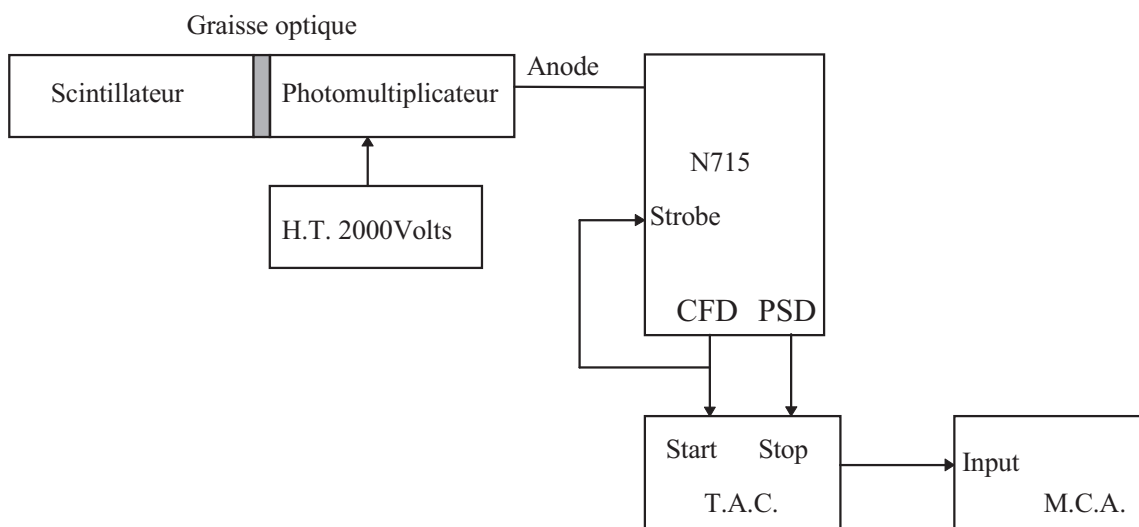 Graisse optique
Scintillateur
Photomultiplicateur
Anode
H.T. 2000Volts
N715
Strobe
CFD PSD
Start Stop
T.A.C.
Input
M.C.A.